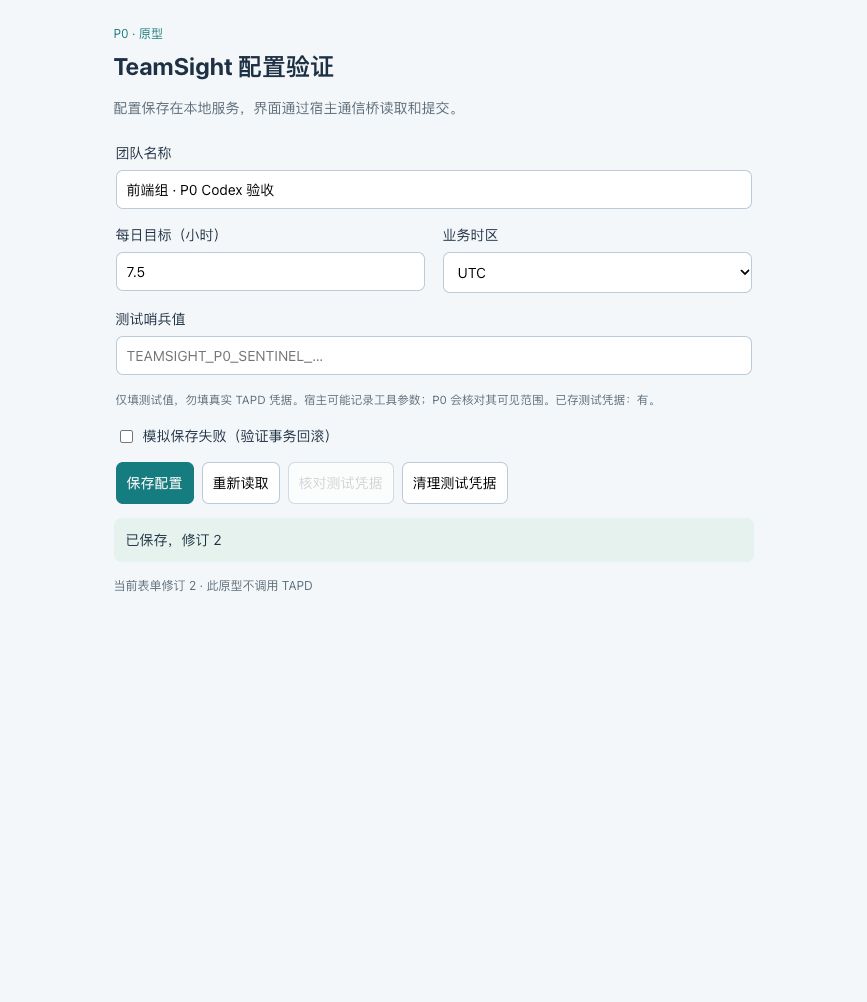 P0 · 原型
TeamSight 配置验证
配置保存在本地服务，界面通过宿主通信桥读取和提交。
团队名称
前端组 · P0 Codex 验收
每日目标（小时） 业务时区
7.5 UTC
测试哨兵值
TEAMSIGHT_P0_SENTINEL_...
仅填测试值，勿填真实 TAPD 凭据。宿主可能记录工具参数；P0 会核对其可见范围。已存测试凭据：有。
模拟保存失败（验证事务回滚）
保存配置 重新读取 核对测试凭据 清理测试凭据
已保存，修订 2
当前表单修订 2 · 此原型不调用 TAPD